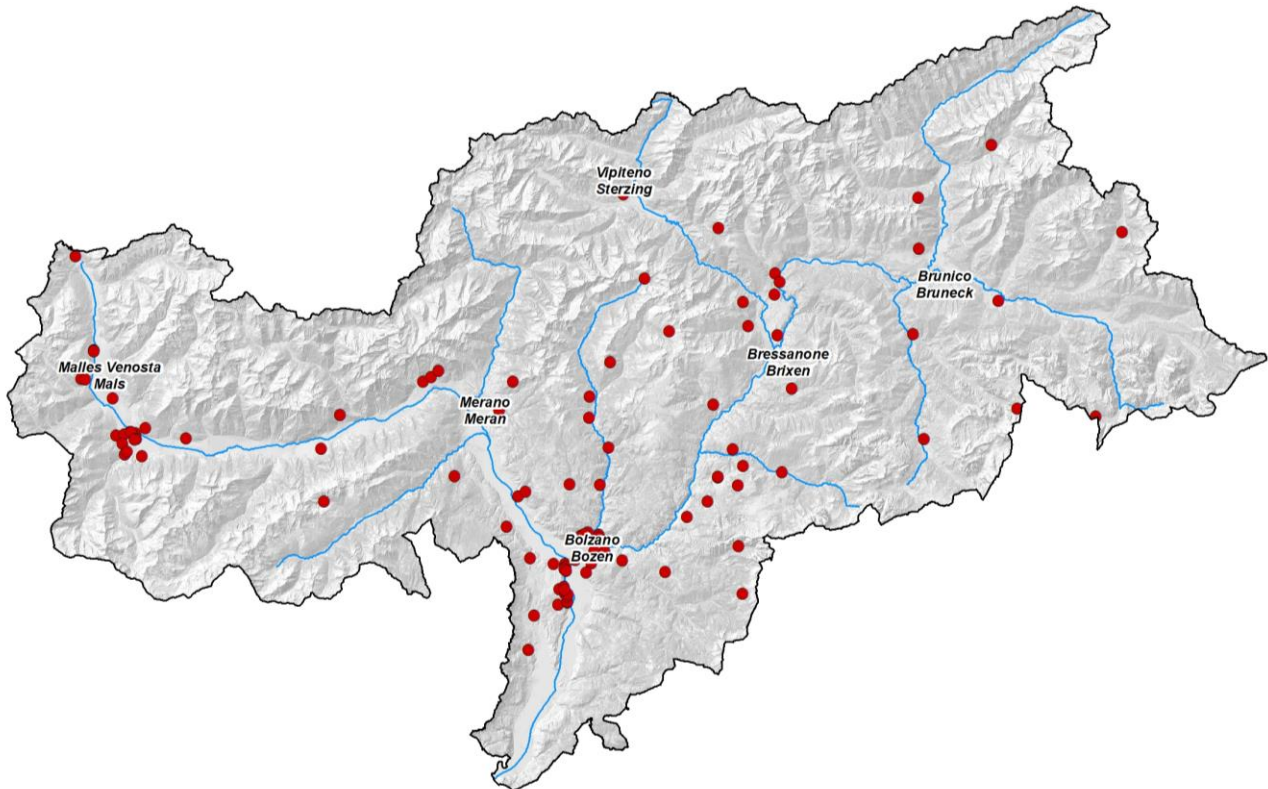 Vipiteno
Sterzing
Brunico
Bruneck
Bressanone
Brixen
Malles Venosta
Mals
Merano
Meran
Bolzano
Bozen